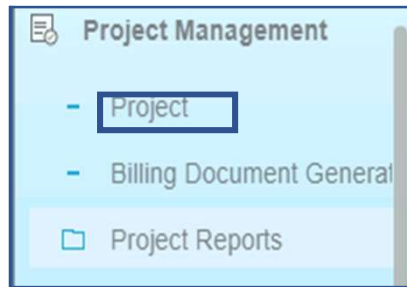 Project Management
Project
Billing Document Generat
Project Reports